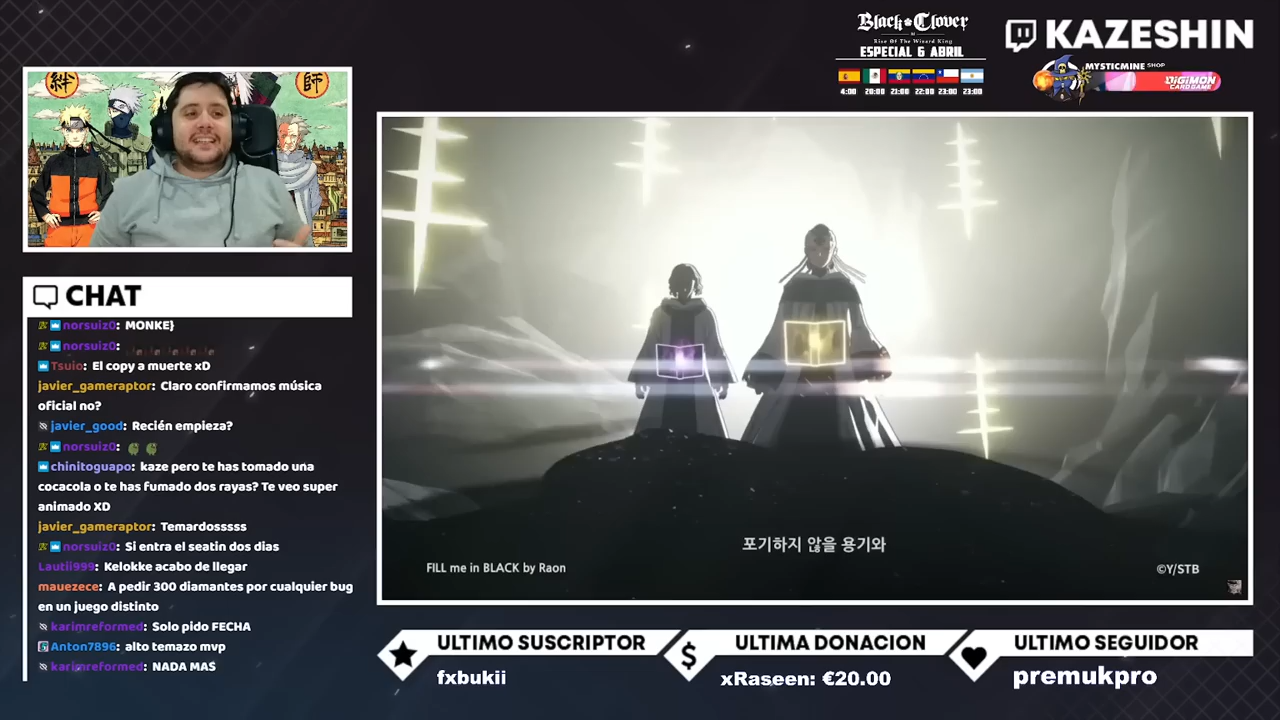 Black Clover
Rise Of The Wizard King
ESPECIAL 6 ABRIL
4:00 20:00 21:00 22:00 23:00 23:00
KAZESHIN
MYSTICMINE SHOP
DIGIMON
CARD GAME
絆
師
CHAT
norsuiz0: MONKE}
norsuiz0:
Tsuio: El copy a muerte xD
javier_gameraptor: Claro confirmamos música
oficial no?
javier_good: Recién empieza?
norsuiz0:
chinitoguapo: kaze pero te has tomado una
cocacola o te has fumado dos rayas? Te veo super
animado XD
javier_gameraptor: Temardosssss
norsuiz0: Si entra el seatin dos dias
Lautii999: Kelokke acabo de llegar
mauezece: A pedir 300 diamantes por cualquier bug
en un juego distinto
karimreformed: Solo pido FECHA
Anton7896: alto temazo mvp
karimreformed: NADA MAS
포기하지 않을 용기와
FILL me in BLACK by Raon
©Y/STB
ULTIMO SUSCRIPTOR
fxbukii
$
ULTIMA DONACION
xRaseen: €20.00
ULTIMO SEGUIDOR
premukpro